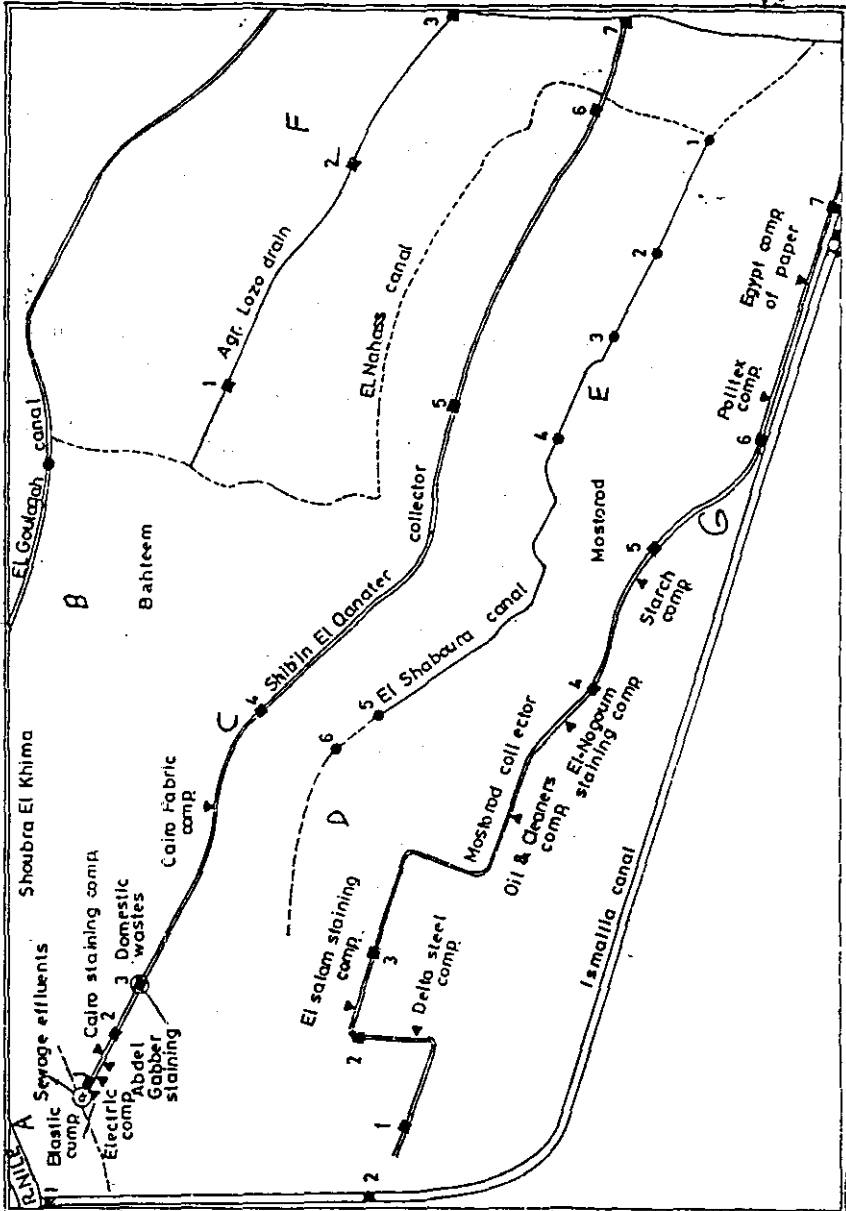 R.NILE
A
1
2
Elastic
comp
Sewage effluents
Electric
comp
Cairo staining comp
Abdel
Gabber
staining
2
3
Domestic
wastes
Shoubra El Khima
Cairo Fabric
comp
C
4
Shibin El Qanater
collector
5
6
7
B
Bahteem
El Goulagah canal
1
Agr. Lozo drain
2
F
3
EL Nahass canal
D
6
5
El Shaboura canal
4
E
3
2
1
Mostorod
1
2
Delta steel
comp
El salam staining
comp
3
Mostorod collector
Oil & Cleaners
comp
El-Nogoum
staining comp
4
Starch
comp
5
G
6
Politex
comp
Egypt comp
of paper
7
Ismailia canal